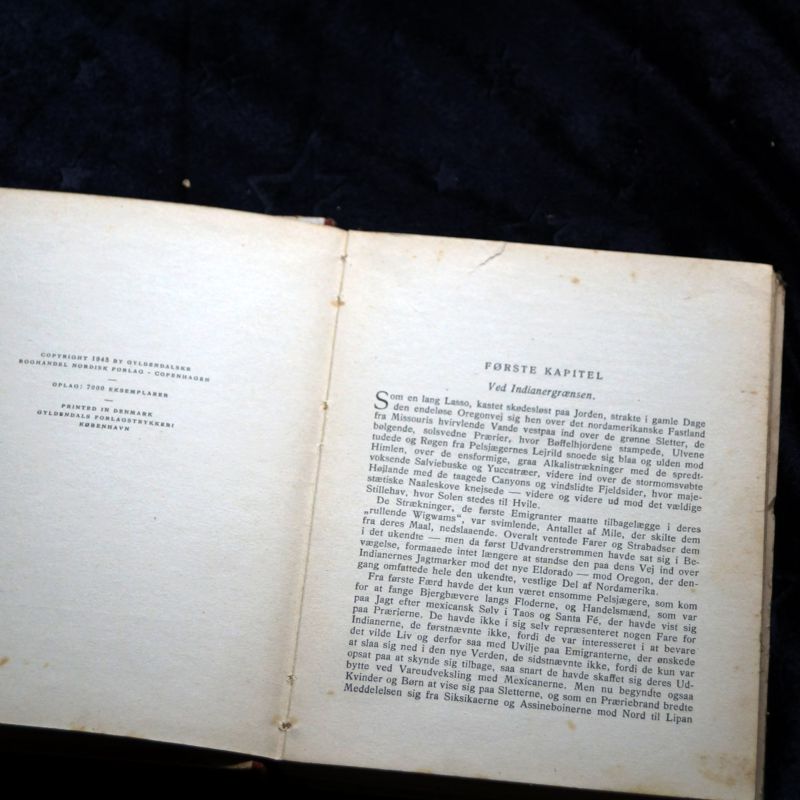 COPYRIGHT 1945 BY GYLDENDALSKE
BOGHANDEL NORDISK FORLAG - COPENHAGEN
OPLAG: 7000 EKSEMPLARER
PRINTED IN DENMARK
GYLDENDALS FORLAGSTRYKKERI
KØBENHAVN
FØRSTE KAPITEL
Ved Indianergrænsen.
Som en lang Lasso, kastet skødesløst paa Jorden, strakte i gamle Dage
den endeløse Oregonvej sig hen over det nordamerikanske Fastland
fra Missouris hvirvlende Vande vestpaa ind over de grønne Sletter, de
bølgende, solsvedne Prærier, hvor Bøffelhjordene stampede, Ulvene
tudede og Røgen fra Pelsjægernes Lejrild snoede sig blaa og ulden mod
Himlen, over de ensformige, graa Alkalistrækninger med de spredt-
voksende Salviebuske og Yuccatræer, videre ind over de stormomsvøbte
Højlande med de taagede Canyons og vindslidte Fjeldsider, hvor maje-
stætiske Naaleskove knejsede — videre og videre ud mod det vældige
Stillehav, hvor Solen stedes til Hvile.
De Strækninger, de første Emigranter maatte tilbagelægge i deres
„rullende Wigwams“, var svimlende, Antallet af Mile, der skilte dem
fra deres Maal, nedslaaende. Overalt ventede Farer og Strabadser dem
i det ukendte — men da først Udvandrerstrømmen havde sat sig i Be-
vægelse, formaaede intet længere at standse den paa dens Vej ind over
Indianernes Jagtmarker mod det nye Eldorado — mod Oregon, der den-
gang omfattede hele den ukendte, vestlige Del af Nordamerika.
Fra første Færd havde det kun været ensomme Pelsjægere, som kom
for at fange Bjergbævere langs Floderne, og Handelsmænd, som var
paa Jagt efter mexicansk Sølv i Taos og Santa Fé, der havde vist sig
paa Prærierne. De havde ikke i sig selv repræsenteret nogen Fare for
Indianerne, de førstnævnte ikke, fordi de var interesseret i at bevare
det vilde Liv og derfor saa med Uvilje paa Emigranterne, der ønskede
at slaa sig ned i den nye Verden, de sidstnævnte ikke, fordi de kun var
opsat paa at skynde sig tilbage, saa snart de havde skaffet sig deres Ud-
bytte ved Vareudveksling med Mexicanerne. Men nu begyndte ogsaa
Kvinder og Børn at vise sig paa Sletterne, og som en Præriebrand bredte
Meddelelsen sig fra Siksikaerne og Assineboinerne mod Nord til Lipan